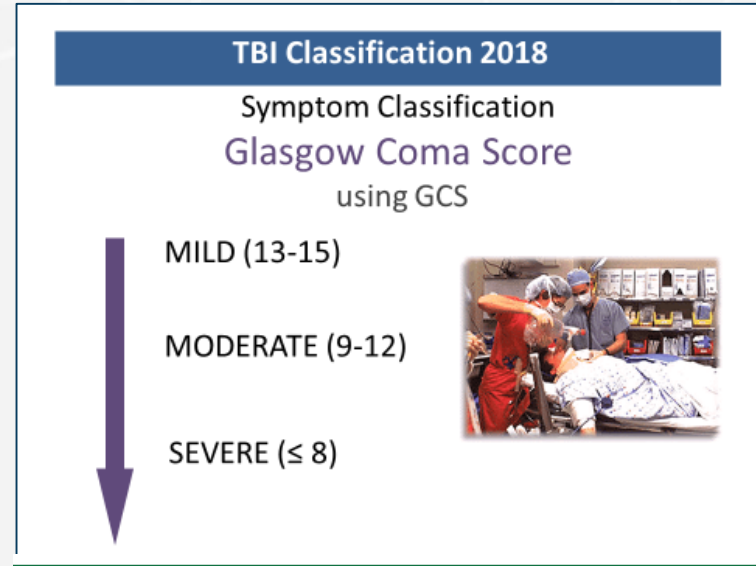 TBI Classification 2018
Symptom Classification
Glasgow Coma Score
using GCS
MILD (13-15)
MODERATE (9-12)
SEVERE (≤ 8)